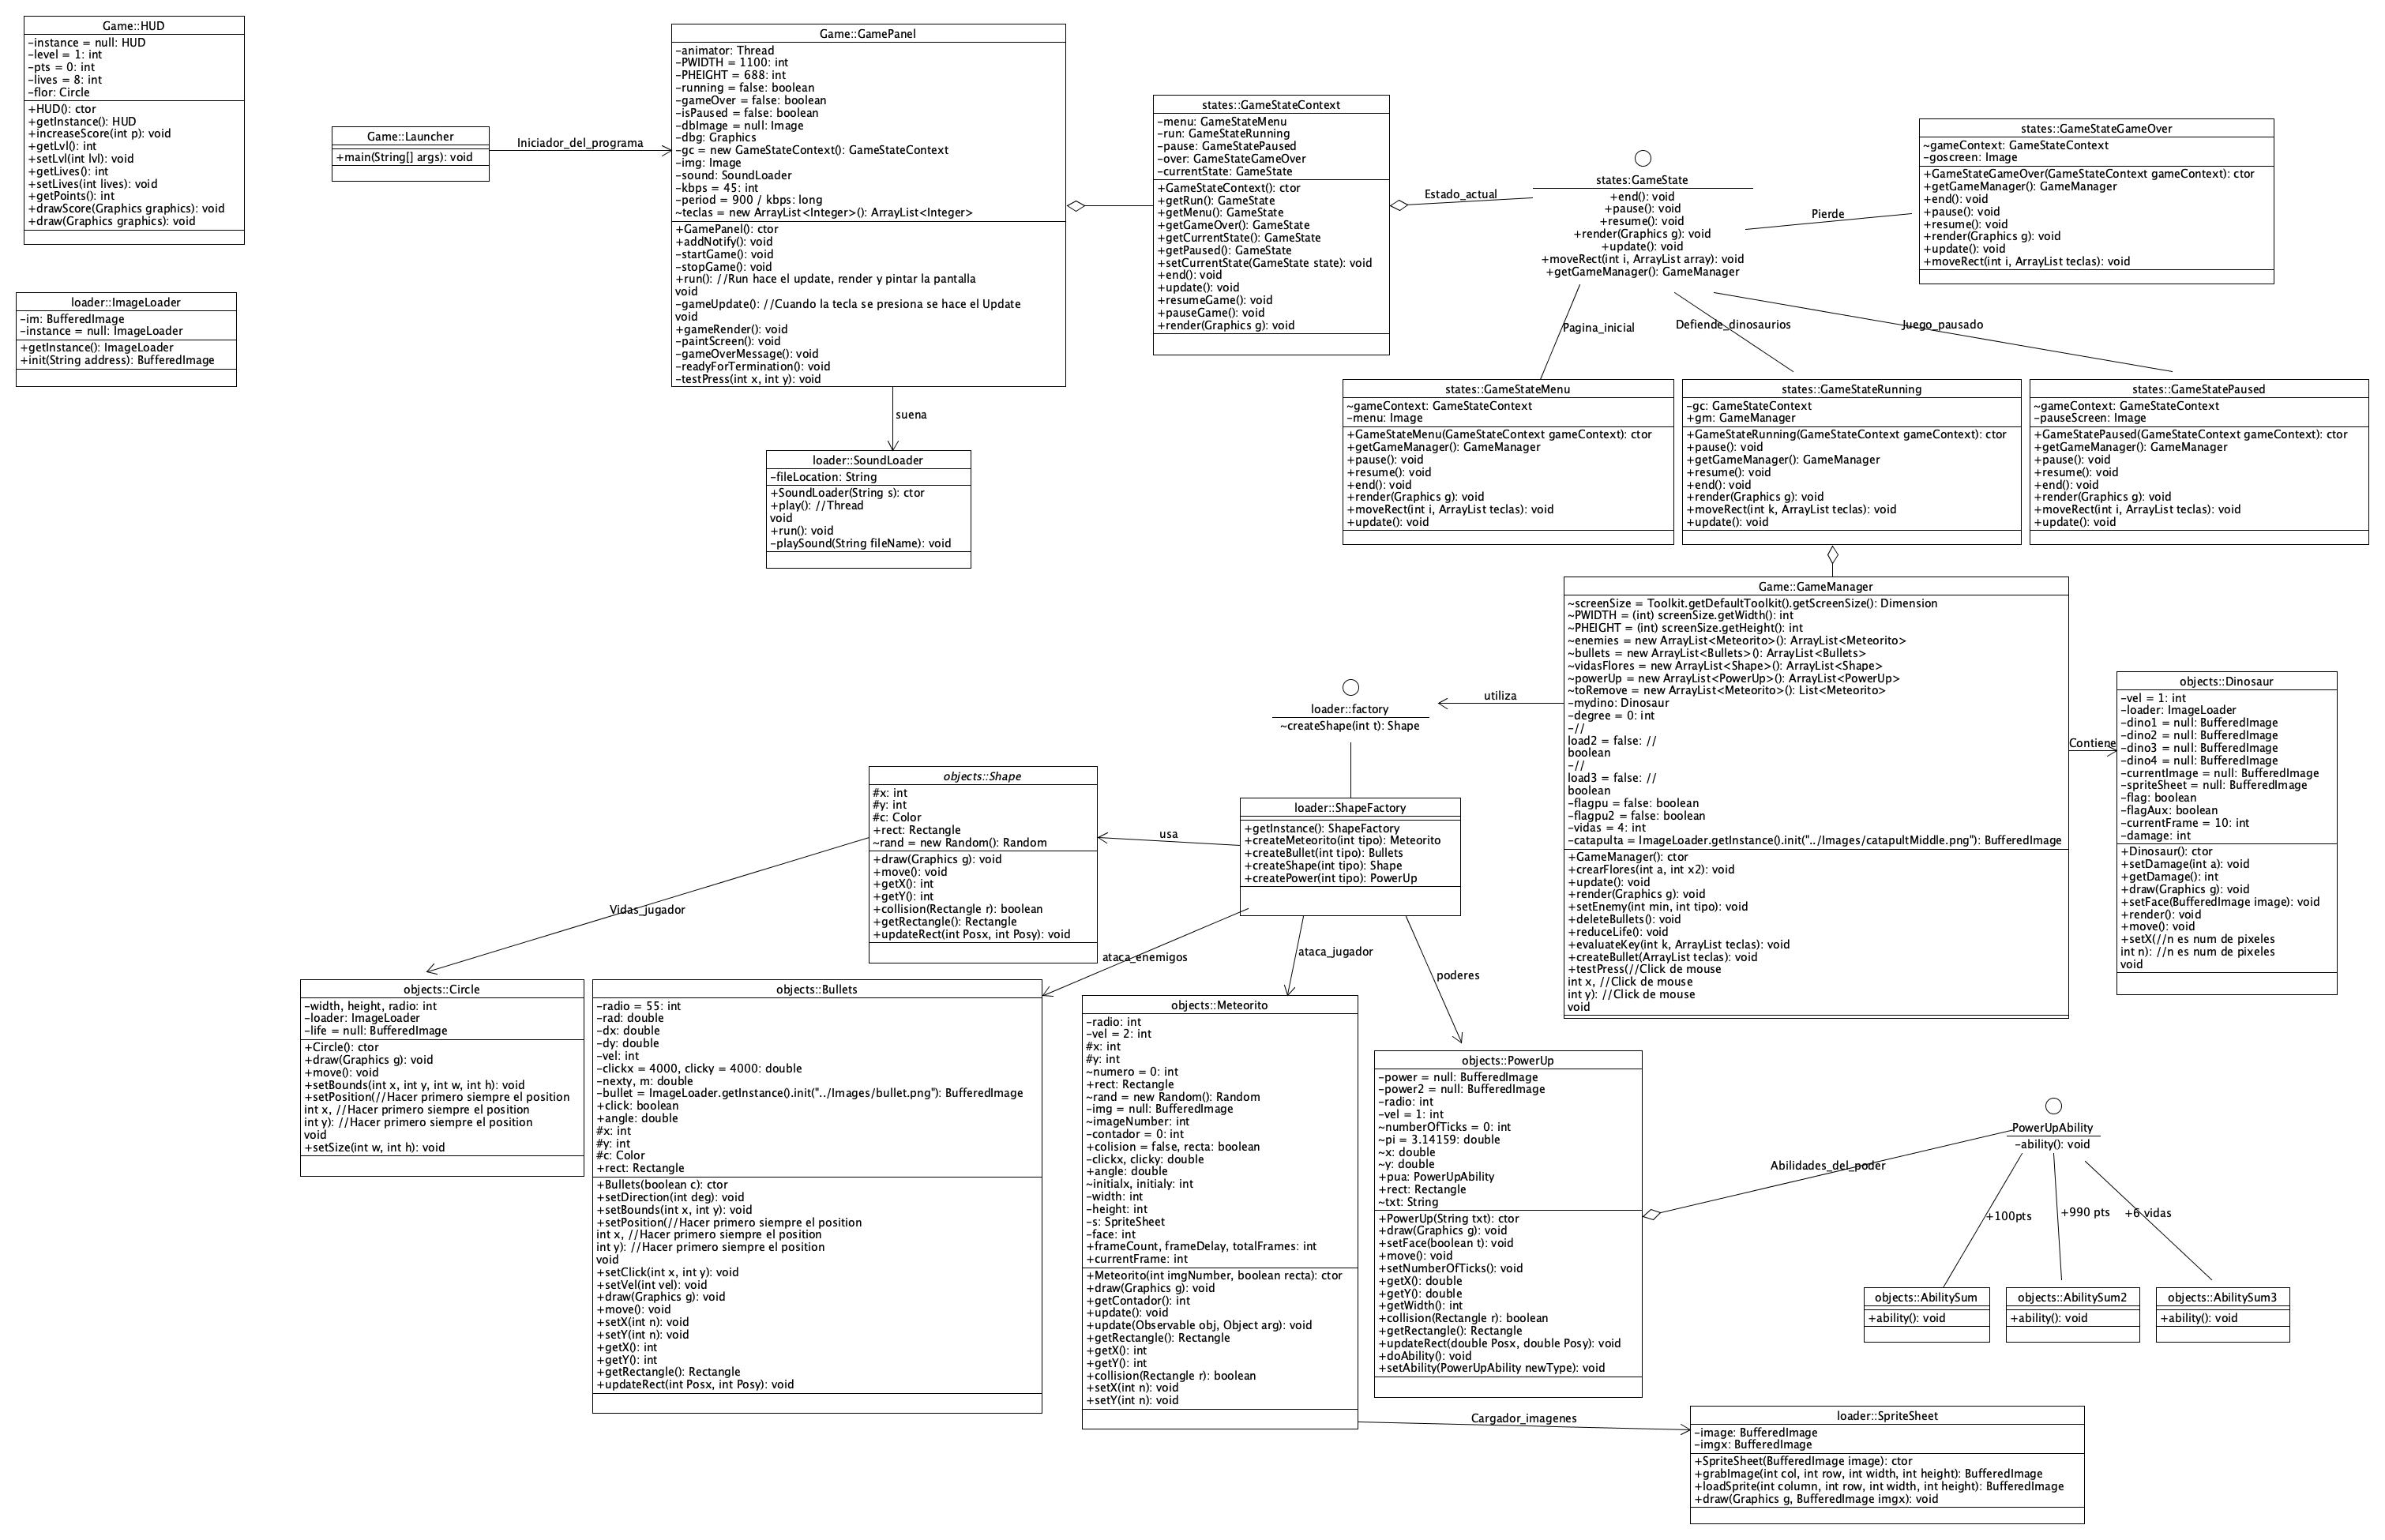 Game::HUD
-instance = null: HUD
-level = 1: int
-pts = 0: int
-lives = 8: int
-flor: Circle
+HUD(): ctor
+getInstance(): HUD
+increaseScore(int p): void
+getLvl(): int
+setLvl(int lvl): void
+getLives(): int
+setLives(int lives): void
+getPoints(): int
+drawScore(Graphics graphics): void
+draw(Graphics graphics): void
loader::ImageLoader
-im: BufferedImage
-instance = null: ImageLoader
+getInstance(): ImageLoader
+init(String address): BufferedImage
Game::Launcher
+main(String[] args): void
Iniciador_del_programa
Game::GamePanel
-animator: Thread
-PWIDTH = 1100: int
-PHEIGHT = 688: int
-running = false: boolean
-gameOver = false: boolean
-isPaused = false: boolean
-dbImage = null: Image
-dbg: Graphics
-gc = new GameStateContext(): GameStateContext
-img: Image
-sound: SoundLoader
-kbps = 45: int
-period = 900 / kbps: long
~teclas = new ArrayList<Integer>(): ArrayList<Integer>
+GamePanel(): ctor
+addNotify(): void
-startGame(): void
-stopGame(): void
+run(): //Run hace el update, render y pintar la pantalla
void
-gameUpdate(): //Cuando la tecla se presiona se hace el Update
void
+gameRender(): void
-paintScreen(): void
-gameOverMessage(): void
-readyForTermination(): void
-testPress(int x, int y): void
suena
loader::SoundLoader
-fileLocation: String
+SoundLoader(String s): ctor
+play(): //Thread
void
+run(): void
-playSound(String fileName): void
states::GameStateContext
-menu: GameStateMenu
-run: GameStateRunning
-pause: GameStatePaused
-over: GameStateGameOver
-currentState: GameState
+GameStateContext(): ctor
+getRun(): GameState
+getMenu(): GameState
+getGameOver(): GameState
+getCurrentState(): GameState
+getPaused(): GameState
+setCurrentState(GameState state): void
+end(): void
+update(): void
+resumeGame(): void
+pauseGame(): void
+render(Graphics g): void
Estado_actual
states:GameState
+end(): void
+pause(): void
+resume(): void
+render(Graphics g): void
+update(): void
+moveRect(int i, ArrayList array): void
+getGameManager(): GameManager
Pierde
states::GameStateGameOver
~gameContext: GameStateContext
-goscreen: Image
+GameStateGameOver(GameStateContext gameContext): ctor
+getGameManager(): GameManager
+end(): void
+pause(): void
+resume(): void
+render(Graphics g): void
+update(): void
+moveRect(int i, ArrayList teclas): void
Pagina_inicial
Defiende_dinosaurios
Juego_pausado
states::GameStateMenu
~gameContext: GameStateContext
-menu: Image
+GameStateMenu(GameStateContext gameContext): ctor
+getGameManager(): GameManager
+pause(): void
+resume(): void
+end(): void
+render(Graphics g): void
+moveRect(int i, ArrayList teclas): void
+update(): void
states::GameStateRunning
-gc: GameStateContext
+gm: GameManager
+GameStateRunning(GameStateContext gameContext): ctor
+pause(): void
+getGameManager(): GameManager
+resume(): void
+end(): void
+render(Graphics g): void
+moveRect(int k, ArrayList teclas): void
+update(): void
states::GameStatePaused
~gameContext: GameStateContext
-pauseScreen: Image
+GameStatePaused(GameStateContext gameContext): ctor
+getGameManager(): GameManager
+pause(): void
+resume(): void
+end(): void
+render(Graphics g): void
+moveRect(int i, ArrayList teclas): void
+update(): void
Game::GameManager
~screenSize = Toolkit.getDefaultToolkit().getScreenSize(): Dimension
~PWIDTH = (int) screenSize.getWidth(): int
~PHEIGHT = (int) screenSize.getHeight(): int
~enemies = new ArrayList<Meteorito>(): ArrayList<Meteorito>
~bullets = new ArrayList<Bullets>(): ArrayList<Bullets>
~vidasFlores = new ArrayList<Shape>(): ArrayList<Shape>
~powerUp = new ArrayList<PowerUp>(): ArrayList<PowerUp>
~toRemove = new ArrayList<Meteorito>(): List<Meteorito>
-mydino: Dinosaur
-degree = 0: int
-//
load2 = false: //
boolean
-//
load3 = false: //
boolean
-flagpu = false: boolean
-flagpu2 = false: boolean
-vidas = 4: int
-catapulta = ImageLoader.getInstance().init("../Images/catapultMiddle.png"): BufferedImage
+GameManager(): ctor
+crearFlores(int a, int x2): void
+update(): void
+render(Graphics g): void
+setEnemy(int min, int tipo): void
+deleteBullets(): void
+reduceLife(): void
+evaluateKey(int k, ArrayList teclas): void
+createBullet(ArrayList teclas): void
+testPress(//Click de mouse
int x, //Click de mouse
int y): //Click de mouse
void
utiliza
Contiene
objects::Dinosaur
-vel = 1: int
-loader: ImageLoader
-dino1 = null: BufferedImage
-dino2 = null: BufferedImage
-dino3 = null: BufferedImage
-dino4 = null: BufferedImage
-currentImage = null: BufferedImage
-spriteSheet = null: BufferedImage
-flag: boolean
-flagAux: boolean
-currentFrame = 10: int
-damage: int
+Dinosaur(): ctor
+setDamage(int a): void
+getDamage(): int
+draw(Graphics g): void
+setFace(BufferedImage image): void
+render(): void
+move(): void
+setX(//n es num de pixeles
int n): //n es num de pixeles
void
loader::factory
~createShape(int t): Shape
loader::ShapeFactory
+getInstance(): ShapeFactory
+createMeteorito(int tipo): Meteorito
+createBullet(int tipo): Bullets
+createShape(int tipo): Shape
+createPower(int tipo): PowerUp
usa
objects::Shape
#x: int
#y: int
#c: Color
+rect: Rectangle
~rand = new Random(): Random
+draw(Graphics g): void
+move(): void
+getX(): int
+getY(): int
+collision(Rectangle r): boolean
+getRectangle(): Rectangle
+updateRect(int Posx, int Posy): void
Vidas_jugador
ataca_enemigos
ataca_jugador
poderes
objects::Circle
-width, height, radio: int
-loader: ImageLoader
-life = null: BufferedImage
+Circle(): ctor
+draw(Graphics g): void
+move(): void
+setBounds(int x, int y, int w, int h): void
+setPosition(//Hacer primero siempre el position
int x, //Hacer primero siempre el position
int y): //Hacer primero siempre el position
void
+setSize(int w, int h): void
objects::Bullets
-radio = 55: int
-rad: double
-dx: double
-dy: double
-vel: int
-clickx = 4000, clicky = 4000: double
-nexty, m: double
-bullet = ImageLoader.getInstance().init("../Images/bullet.png"): BufferedImage
+click: boolean
+angle: double
#x: int
#y: int
#c: Color
+rect: Rectangle
+Bullets(boolean c): ctor
+setDirection(int deg): void
+setBounds(int x, int y): void
+setPosition(//Hacer primero siempre el position
int x, //Hacer primero siempre el position
int y): //Hacer primero siempre el position
void
+setClick(int x, int y): void
+setVel(int vel): void
+draw(Graphics g): void
+move(): void
+setX(int n): void
+setY(int n): void
+getX(): int
+getY(): int
+getRectangle(): Rectangle
+updateRect(int Posx, int Posy): void
objects::Meteorito
-radio: int
-vel = 2: int
#x: int
#y: int
~numero = 0: int
+rect: Rectangle
~rand = new Random(): Random
-img = null: BufferedImage
~imageNumber: int
-contador = 0: int
+colision = false, recta: boolean
-clickx, clicky: double
+angle: double
~initialx, initialy: int
-width: int
-height: int
-s: SpriteSheet
-face: int
+frameCount, frameDelay, totalFrames: int
+currentFrame: int
+Meteorito(int imgNumber, boolean recta): ctor
+draw(Graphics g): void
+getContador(): int
+update(): void
+update(Observable obj, Object arg): void
+getRectangle(): Rectangle
+getX(): int
+getY(): int
+collision(Rectangle r): boolean
+setX(int n): void
+setY(int n): void
objects::PowerUp
-power = null: BufferedImage
-power2 = null: BufferedImage
-radio: int
-vel = 1: int
~numberOfTicks = 0: int
~pi = 3.14159: double
~x: double
~y: double
+pua: PowerUpAbility
+rect: Rectangle
~txt: String
+PowerUp(String txt): ctor
+draw(Graphics g): void
+setFace(boolean t): void
+move(): void
+setNumberOfTicks(): void
+getX(): double
+getY(): double
+getWidth(): int
+collision(Rectangle r): boolean
+getRectangle(): Rectangle
+updateRect(double Posx, double Posy): void
+doAbility(): void
+setAbility(PowerUpAbility newType): void
Abilidades_del_poder
PowerUpAbility
-ability(): void
+100pts
+990 pts
+6 vidas
objects::AbilitySum
+ability(): void
objects::AbilitySum2
+ability(): void
objects::AbilitySum3
+ability(): void
Cargador_imagenes
loader::SpriteSheet
-image: BufferedImage
-imgx: BufferedImage
+SpriteSheet(BufferedImage image): ctor
+grabImage(int col, int row, int width, int height): BufferedImage
+loadSprite(int column, int row, int width, int height): BufferedImage
+draw(Graphics g, BufferedImage imgx): void